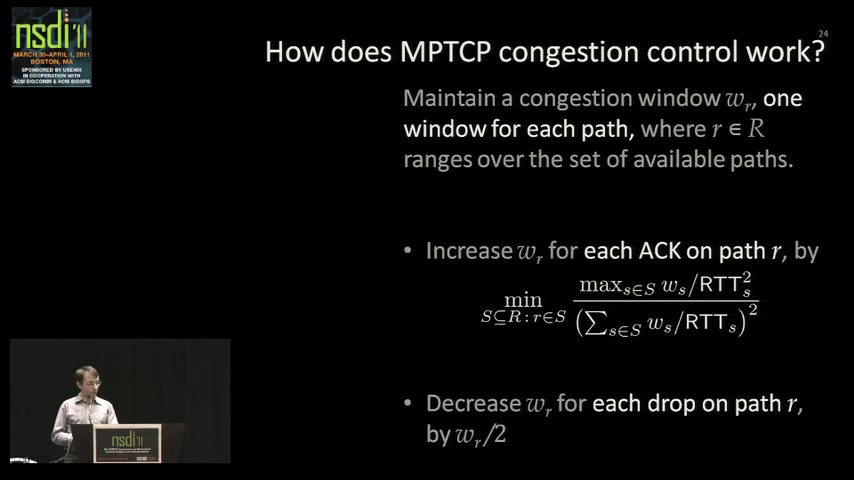 nsdi'11
MARCH 30–APRIL 1, 2011
BOSTON, MA
SPONSORED BY USENIX
IN COOPERATION WITH
ACM SIGCOMM & ACM SIGOPS
24
How does MPTCP congestion control work?
Maintain a congestion window w_r, one
window for each path, where r ∈ R
ranges over the set of available paths.
• Increase w_r for each ACK on path r, by
min_{S⊆R : r∈S} max_{s∈S} w_s/RTT_s^2 / (∑_{s∈S} w_s/RTT_s)^2
• Decrease w_r for each drop on path r,
by w_r/2
nsdi'11